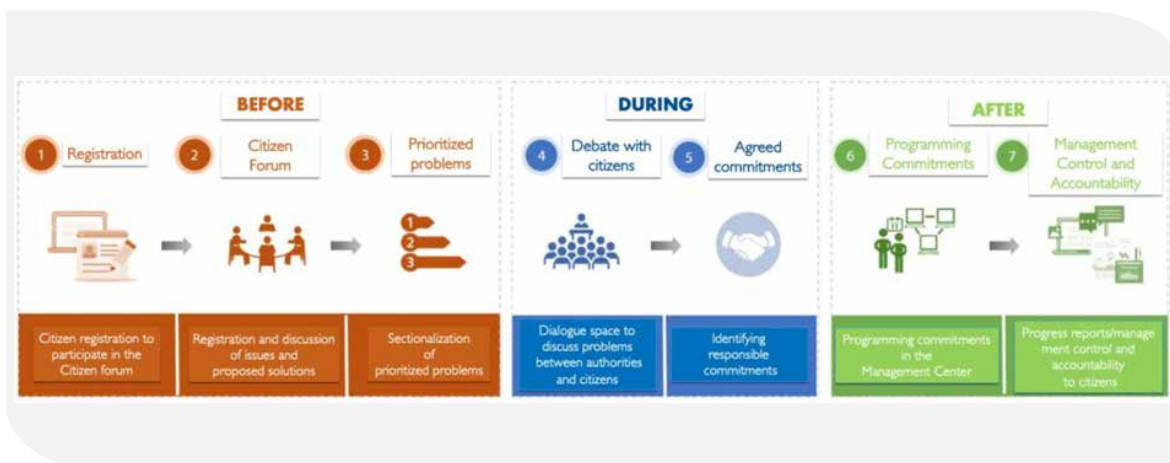 BEFORE
1
Registration
2
Citizen
Forum
3
Prioritized
problems
1
2
3
Citizen registration to
participate in the
Citizen forum
Registration and discussion
of issues and
proposed solutions
Sectionalization
of
prioritized problems
DURING
4
Debate with
citizens
5
Agreed
commitments
Dialogue space to
discuss problems
between authorities
and citizens
Identifying
responsible
commitments
AFTER
6
Programming
Commitments
7
Management
Control and
Accountability
Programming commitments
in the
Management Center
Progress reports/manage
ment control and
accountability
to citizens